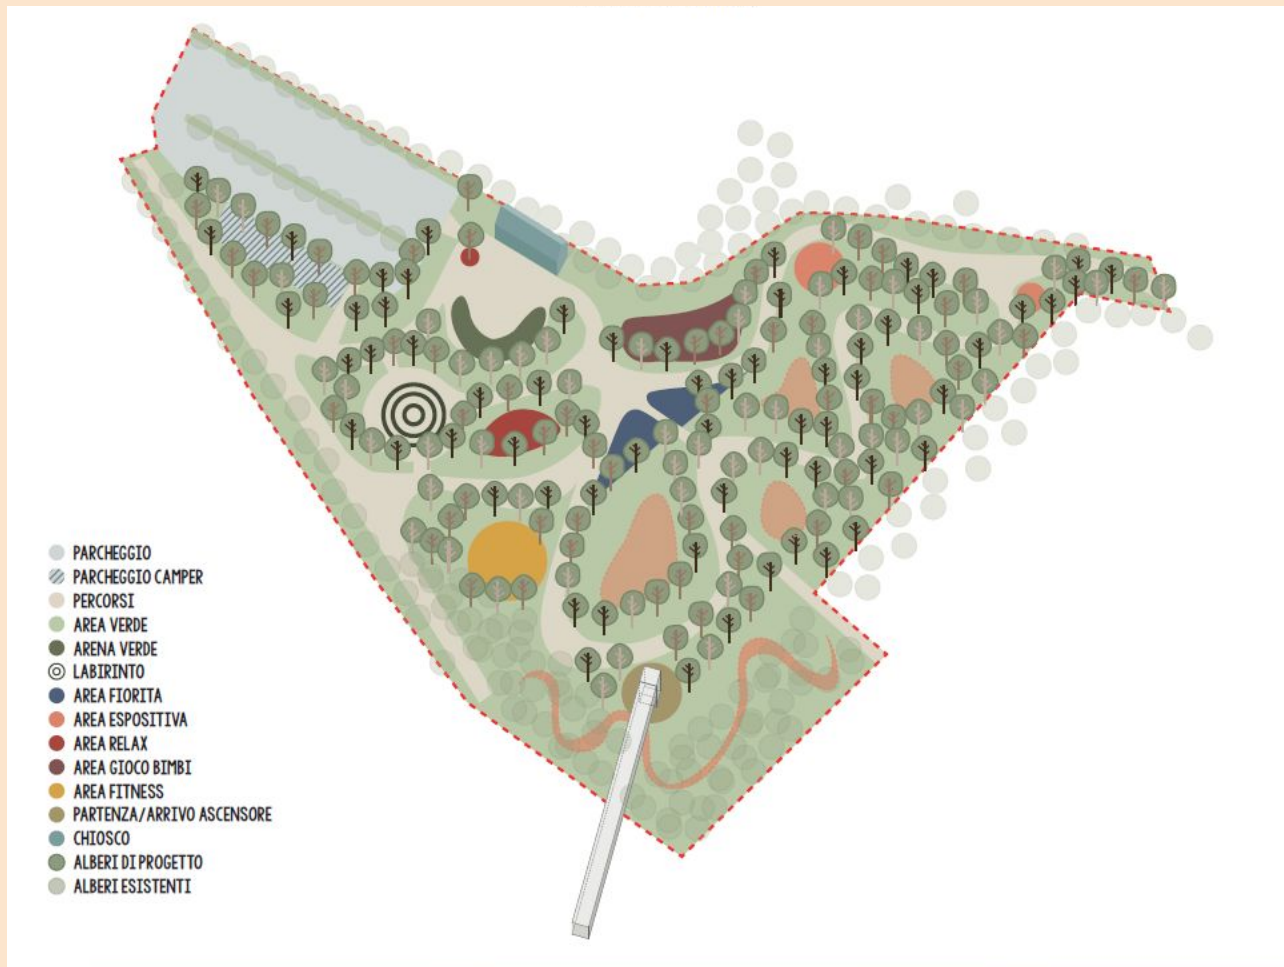 PARCHEGGIO
PARCHEGGIO CAMPER
PERCORSI
AREA VERDE
ARENA VERDE
LABIRINTO
AREA FIORITA
AREA ESPOSITIVA
AREA RELAX
AREA GIOCO BIMBI
AREA FITNESS
PARTENZA/ARRIVO ASCENSORE
CHIOSCO
ALBERI DI PROGETTO
ALBERI ESISTENTI